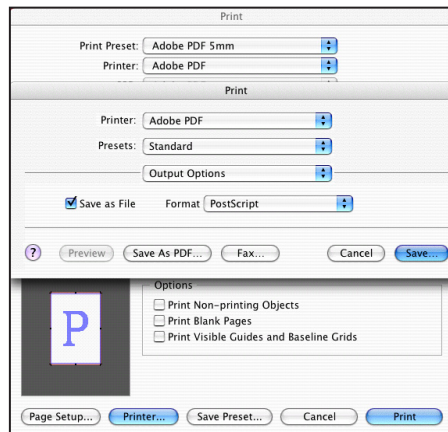 Print
Print Preset: Adobe PDF 5mm
Printer: Adobe PDF
Print
Printer: Adobe PDF
Presets: Standard
Output Options
Save as File Format PostScript
? Preview Save As PDF... Fax... Cancel Save...
Options
Print Non-printing Objects
P
Print Blank Pages
Print Visible Guides and Baseline Grids
Page Setup... Printer... Save Preset... Cancel Print